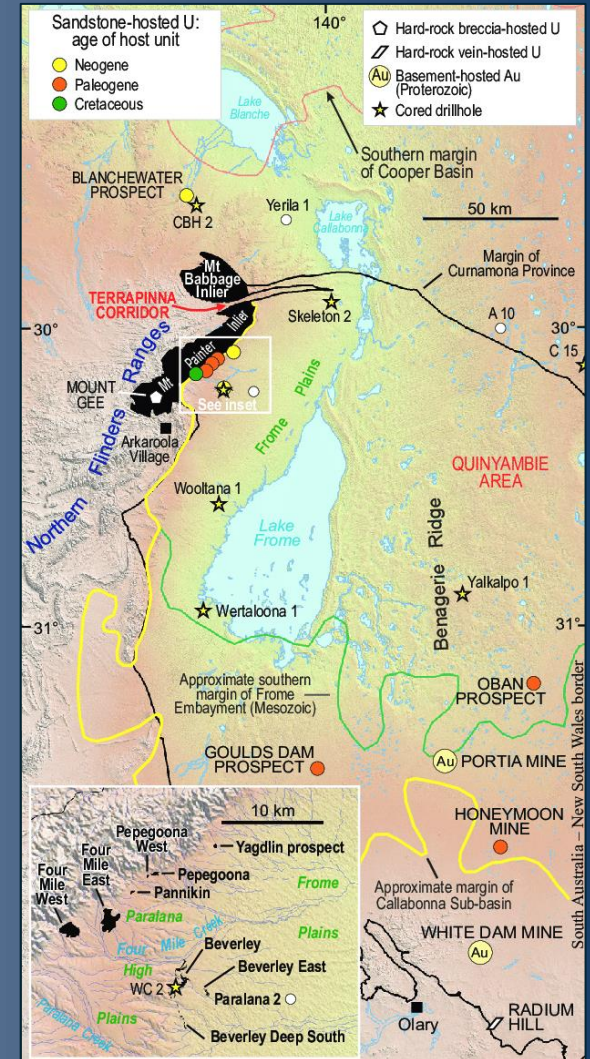 Sandstone-hosted U:
age of host unit
Neogene
Paleogene
Cretaceous
140°
Hard-rock breccia-hosted U
Hard-rock vein-hosted U
Au Basement-hosted Au
(Proterozoic)
Cored drillhole
Lake
Blanche
Southern margin
of Cooper Basin
BLANCHEWATER
PROSPECT
CBH 2
Yerila 1
Lake
Callabonna
50 km
Mt
Babbage
Inlier
Margin of
Curnamona Province
TERRAPINNA
CORRIDOR
Skeleton 2
A 10
30°
30°
C 15
Mt Painter Inlier
MOUNT
GEE
See inset
Arkaroola
Village
Northern Flinders Ranges
Frome Plains
QUINYAMBIE
AREA
Wooltana 1
Lake
Frome
Benagerie Ridge
Yalkalpo 1
Wertaloona 1
31°
31°
Approximate southern
margin of Frome
Embayment (Mesozoic)
OBAN
PROSPECT
GOULDS DAM
PROSPECT
Au PORTIA MINE
HONEYMOON
MINE
South Australia – New South Wales border
Approximate margin of
Callabonna Sub-basin
WHITE DAM MINE
Au
Olary
RADIUM
HILL
10 km
Pepegoona
West
Yagdlin prospect
Four
Mile
East
Four
Mile
West
Pepegoona
Pannikin
Frome
Plains
Paralana
High
Plains
Four Mile Creek
Beverley
WC 2
Beverley East
Paralana 2
Paralana Creek
Beverley Deep South